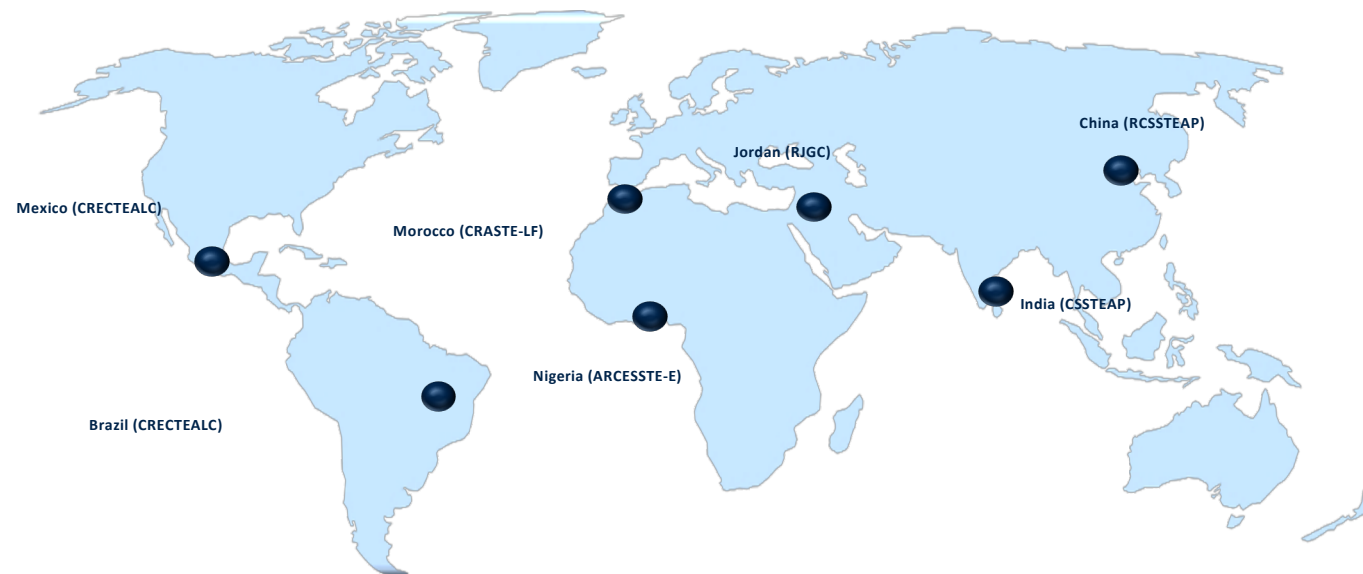 China (RCSSTEAP)
Jordan (RJGC)
Mexico (CRECTEALC)
Morocco (CRASTE-LF)
India (CSSTEAP)
Nigeria (ARCESSTE-E)
Brazil (CRECTEALC)